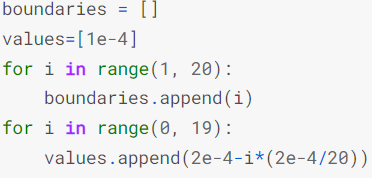 boundaries = []
values=[1e-4]
for i in range(1, 20):
    boundaries.append(i)
for i in range(0, 19):
    values.append(2e-4-i*(2e-4/20))